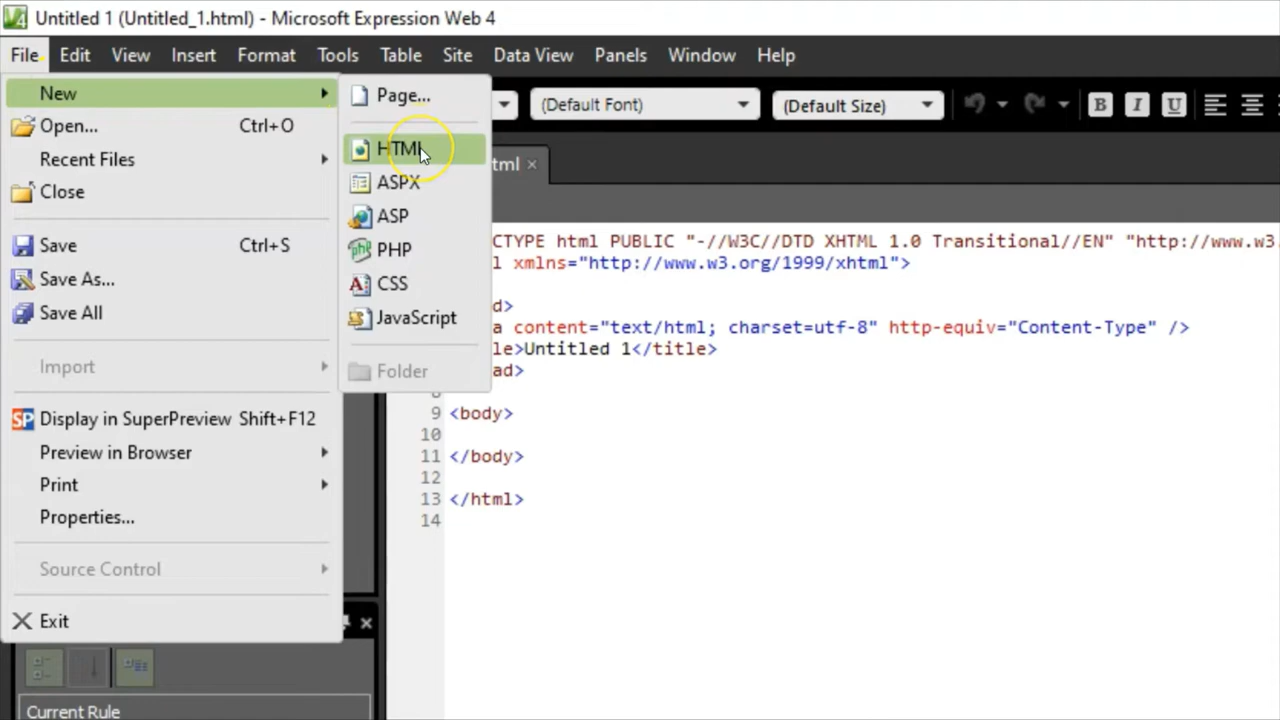 Untitled 1 (Untitled_1.html) - Microsoft Expression Web 4
File Edit View Insert Format Tools Table Site Data View Panels Window Help
New
Open... Ctrl+O
Recent Files
Close
Save Ctrl+S
Save As...
Save All
Import
Display in SuperPreview Shift+F12
Preview in Browser
Print
Properties...
Source Control
Exit
Page...
HTML
ASPX
ASP
PHP
CSS
JavaScript
Folder
(Default Font) (Default Size) B I U
tml ×
CTYPE html PUBLIC "-//W3C//DTD XHTML 1.0 Transitional//EN" "http://www.w3.
l xmlns="http://www.w3.org/1999/xhtml">
d>
a content="text/html; charset=utf-8" http-equiv="Content-Type" />
le>Untitled 1</title>
ad>
8
9 <body>
10
11 </body>
12
13 </html>
14
Current Rule